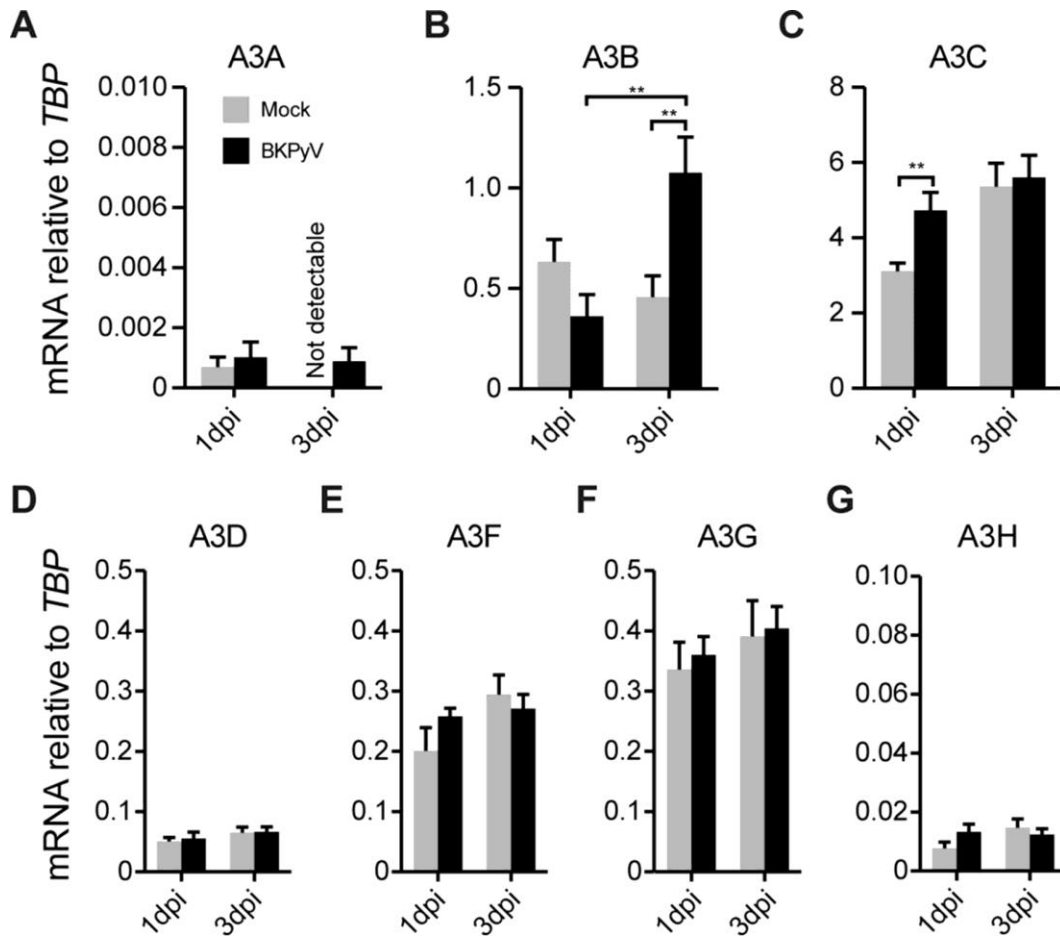 A
A3A
mRNA relative to TBP
0.010
0.008
0.006
0.004
0.002
0
Mock
BKPyV
Not detectable
1dpi
3dpi
B
A3B
1.5
1.0
0.5
0
**
**
1dpi
3dpi
C
A3C
8
6
4
2
0
**
1dpi
3dpi
D
A3D
mRNA relative to TBP
0.5
0.4
0.3
0.2
0.1
0
1dpi
3dpi
E
A3F
0.5
0.4
0.3
0.2
0.1
0
1dpi
3dpi
F
A3G
0.5
0.4
0.3
0.2
0.1
0
1dpi
3dpi
G
A3H
0.10
0.08
0.06
0.04
0.02
0
1dpi
3dpi